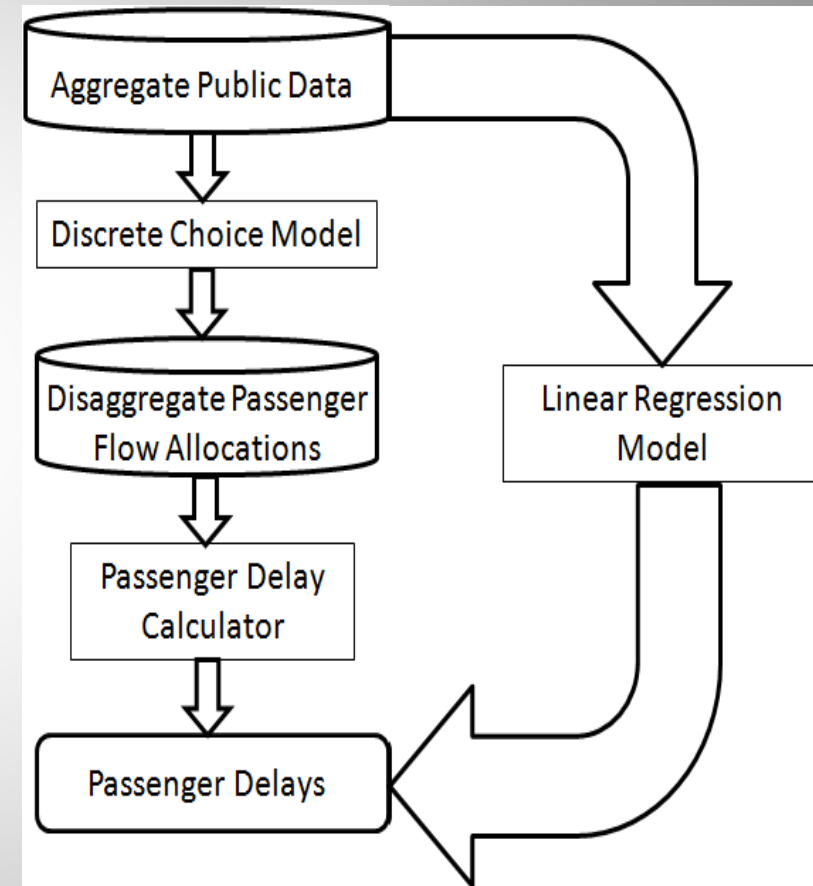 Aggregate Public Data
Discrete Choice Model
Disaggregate Passenger
Flow Allocations
Linear Regression
Model
Passenger Delay
Calculator
Passenger Delays